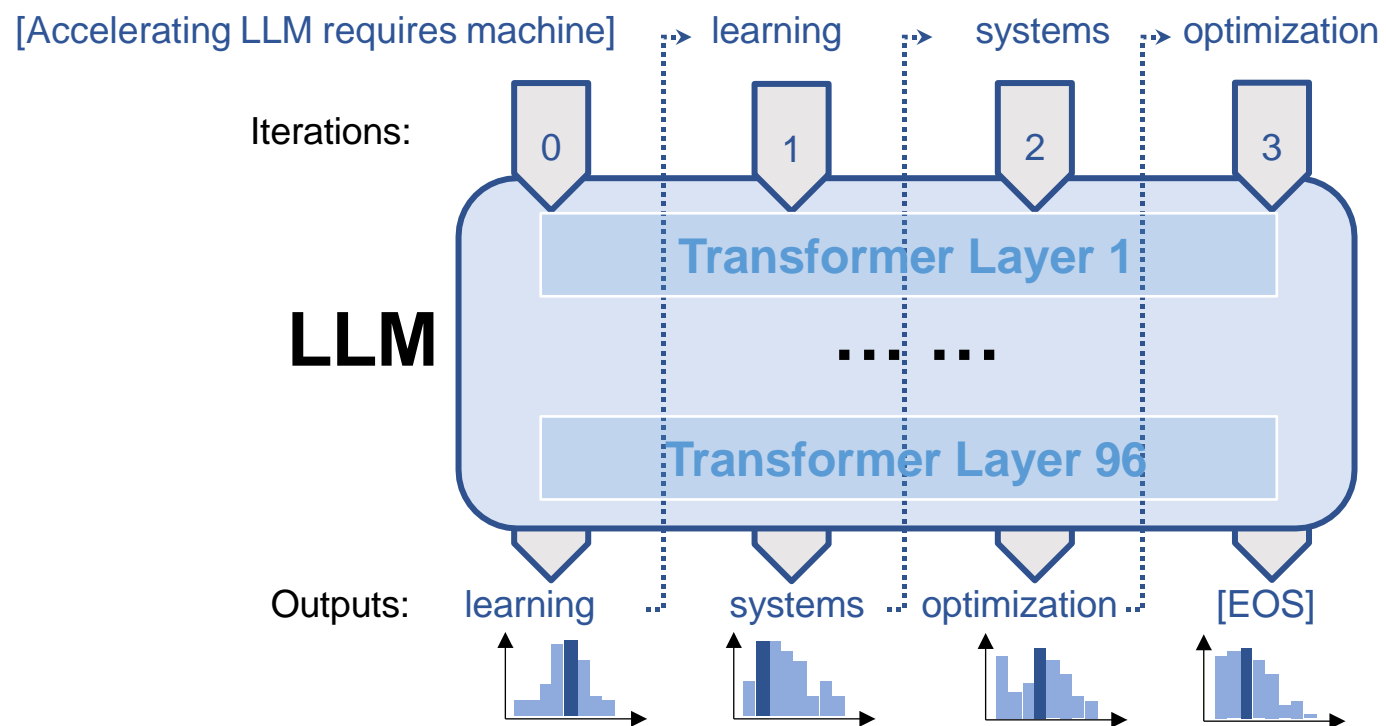 [Accelerating LLM requires machine] learning systems optimization
Iterations: 0 1 2 3
Transformer Layer 1
LLM
... ...
Transformer Layer 96
Outputs: learning systems optimization [EOS]